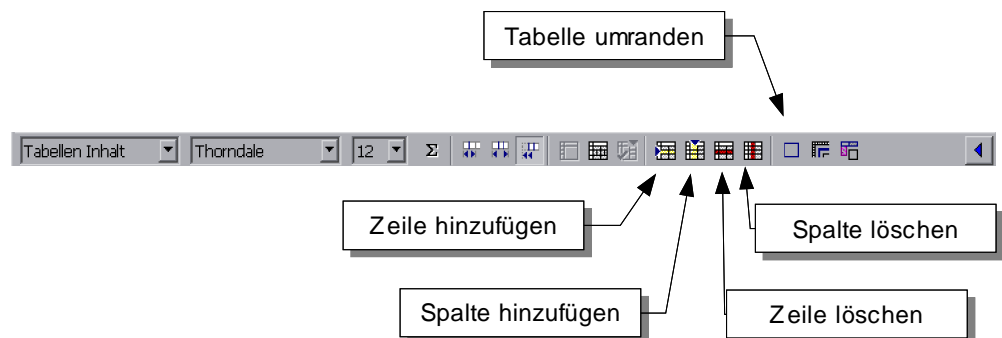 Tabelle umranden
Tabellen Inhalt Thorndale 12 Σ
Zeile hinzufügen
Spalte löschen
Spalte hinzufügen
Zeile löschen